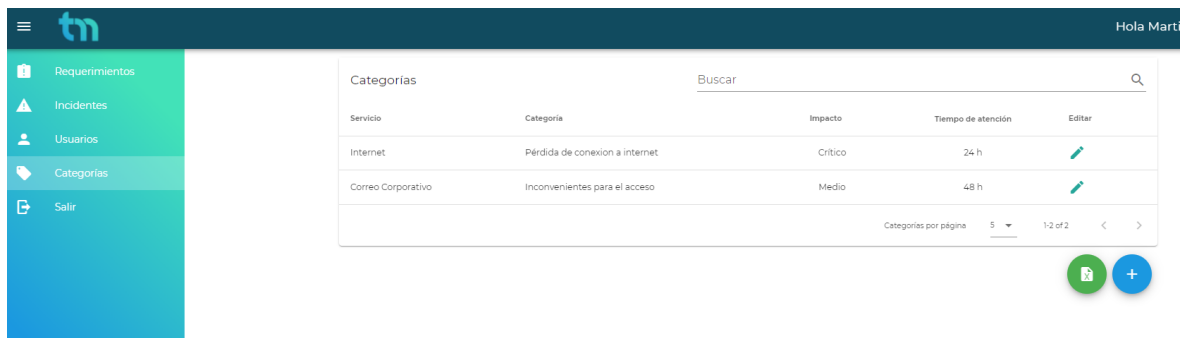 tm
Hola Marti
Requerimientos
Incidentes
Usuarios
Categorías
Salir
Categorías Buscar
Servicio Categoría Impacto Tiempo de atención Editar
Internet Pérdida de conexion a internet Crítico 24 h
Correo Corporativo Inconvenientes para el acceso Medio 48 h
Categorías por página 5 1-2 of 2